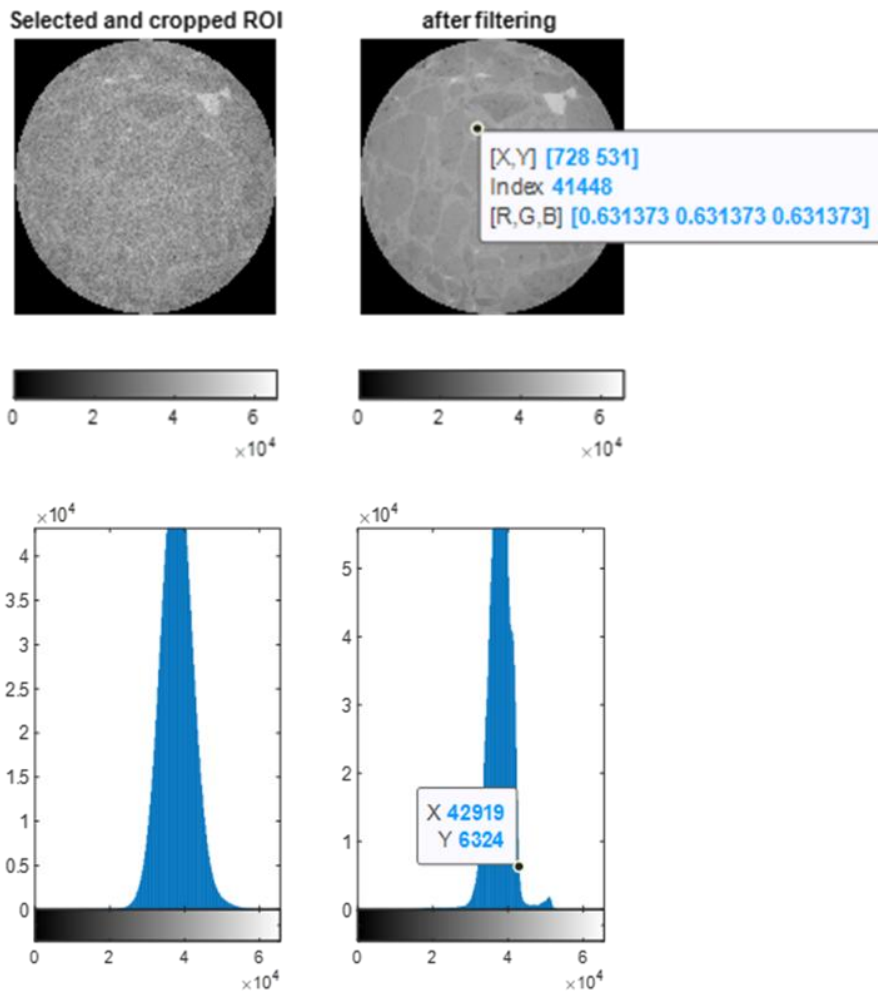 Selected and cropped ROI
after filtering
[X,Y] [728 531]
Index 41448
[R,G,B] [0.631373 0.631373 0.631373]
0 2 4 6
×10⁴
0 2 4 6
×10⁴
×10⁴
4
3.5
3
2.5
2
1.5
1
0.5
0
0 2 4 6
×10⁴
×10⁴
5
4
3
2
1
0
X 42919
Y 6324
0 2 4 6
×10⁴